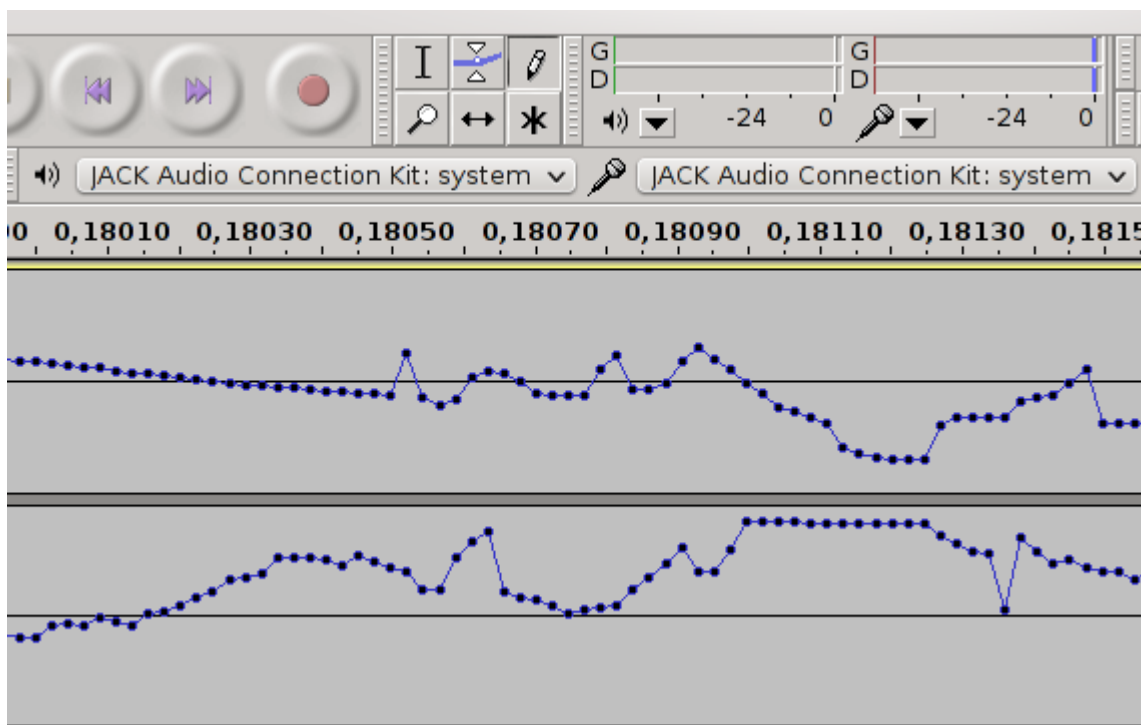 G G
D D
-24 0 -24 0
JACK Audio Connection Kit: system JACK Audio Connection Kit: system
0,18010 0,18030 0,18050 0,18070 0,18090 0,18110 0,18130